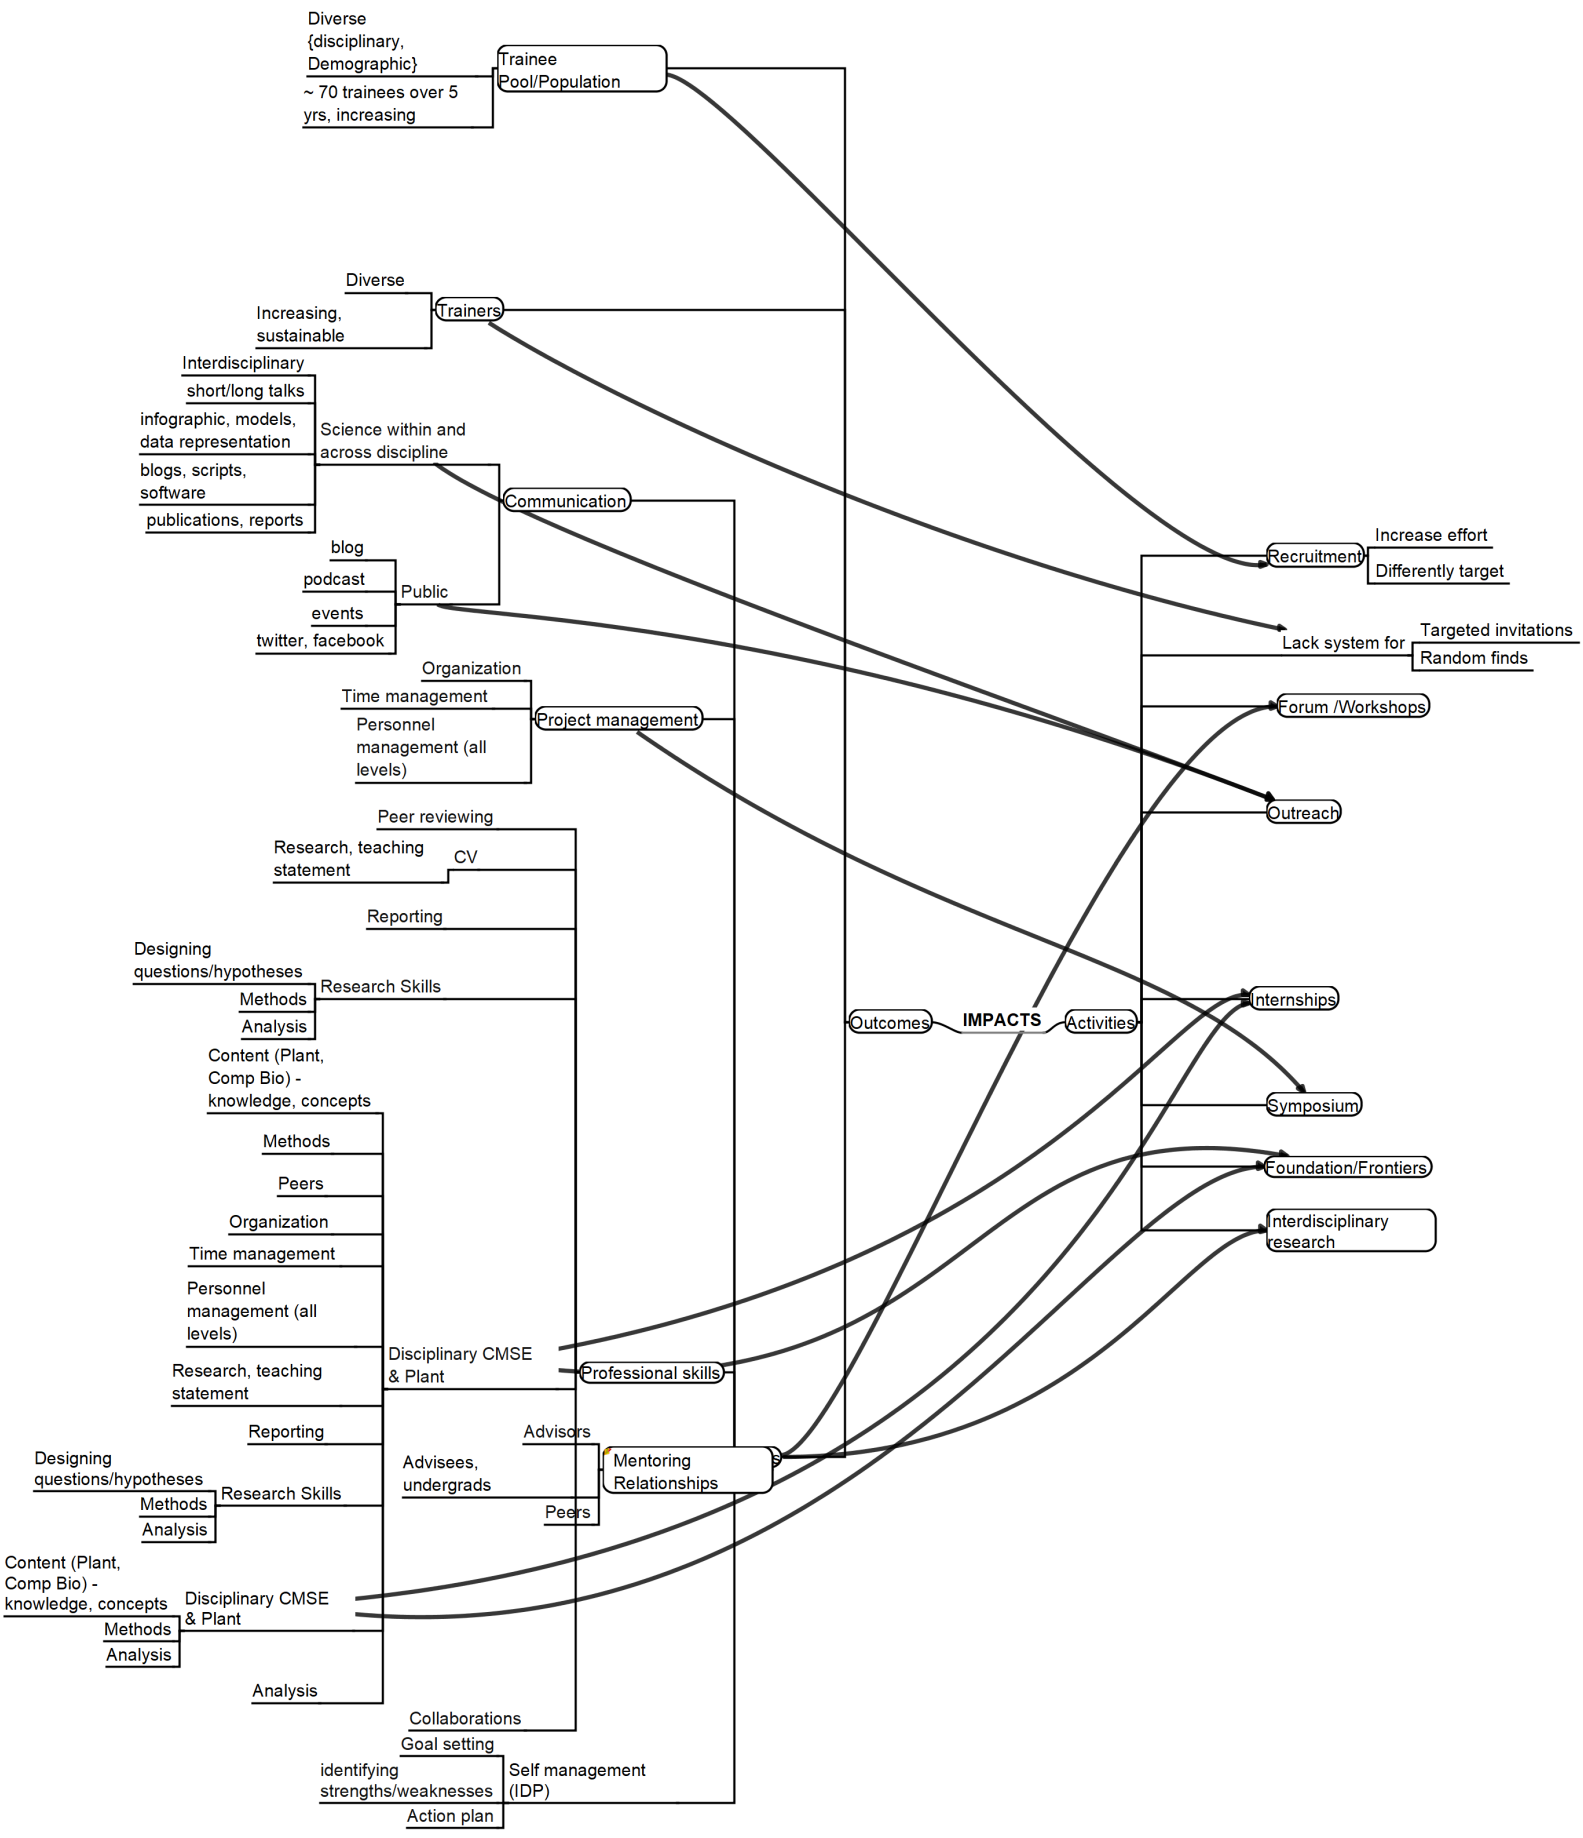 Diverse
{disciplinary,
Demographic}
~ 70 trainees over 5
yrs, increasing
Trainee
Pool/Population
Diverse
Increasing,
sustainable
Trainers
Interdisciplinary
short/long talks
infographic, models,
data representation
blogs, scripts,
software
publications, reports
Science within and
across discipline
blog
podcast
events
twitter, facebook
Public
Communication
Organization
Time management
Personnel
management (all
levels)
Project management
Peer reviewing
Research, teaching
statement
CV
Reporting
Designing
questions/hypotheses
Methods
Analysis
Research Skills
Content (Plant,
Comp Bio) -
knowledge, concepts
Methods
Peers
Organization
Time management
Personnel
management (all
levels)
Research, teaching
statement
Reporting
Designing
questions/hypotheses
Methods
Analysis
Research Skills
Content (Plant,
Comp Bio) -
knowledge, concepts
Methods
Analysis
Disciplinary CMSE
& Plant
Analysis
Disciplinary CMSE
& Plant
Collaborations
Professional skills
Advisors
Advisees,
undergrads
Peers
Mentoring
Relationships
s
Goal setting
identifying
strengths/weaknesses
Action plan
Self management
(IDP)
Outcomes
IMPACTS
Activities
Recruitment
Increase effort
Differently target
Lack system for
Targeted invitations
Random finds
Forum /Workshops
Outreach
Internships
Symposium
Foundation/Frontiers
Interdisciplinary
research